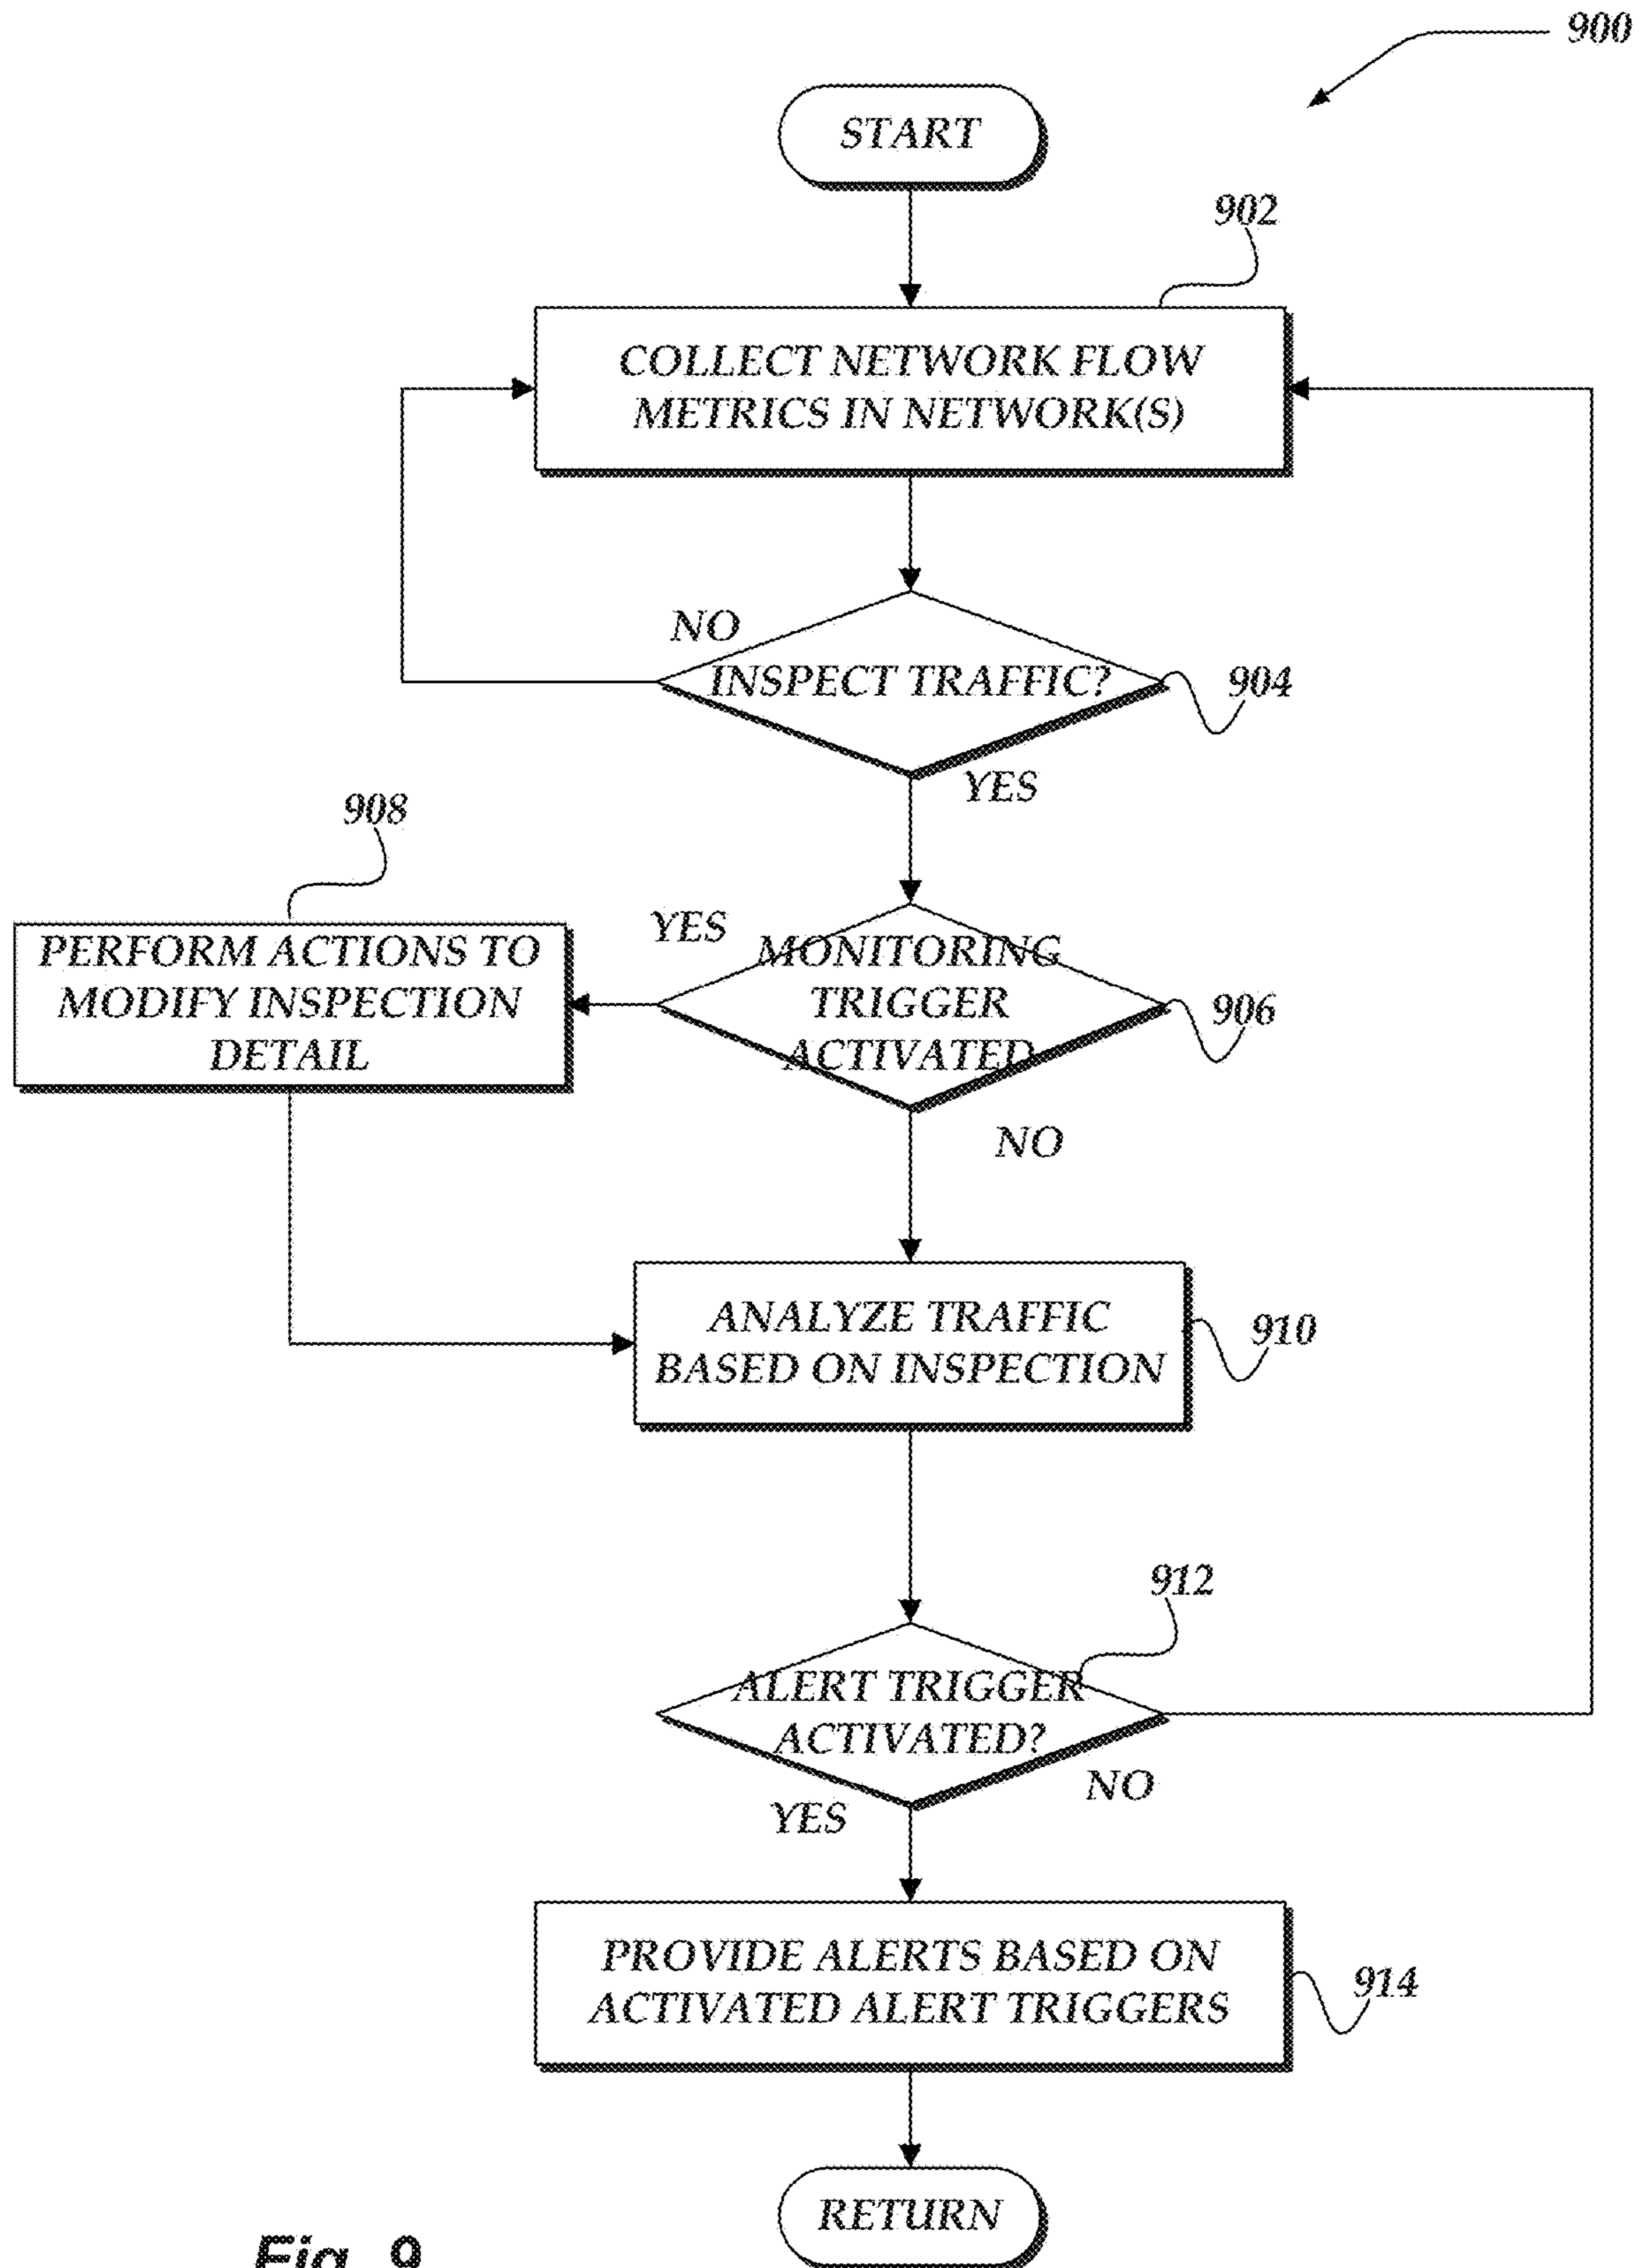 900
START
902
COLLECT NETWORK FLOW
METRICS IN NETWORK(S)
NO
INSPECT TRAFFIC?
904
YES
908
YES
PERFORM ACTIONS TO
MODIFY INSPECTION
DETAIL
MONITORING
TRIGGER
ACTIVATED
906
NO
ANALYZE TRAFFIC
BASED ON INSPECTION
910
912
ALERT TRIGGER
ACTIVATED?
NO
YES
PROVIDE ALERTS BASED ON
ACTIVATED ALERT TRIGGERS
914
RETURN
Fig. 9